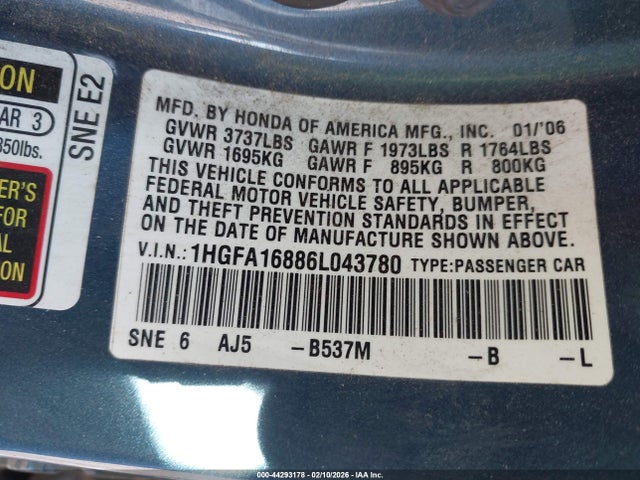 ON
AR 3
350lbs.
ER'S
FOR
AL
ION
SNE E2
MFD. BY HONDA OF AMERICA MFG., INC. 01/'06
GVWR 3737LBS GAWR F 1973LBS R 1764LBS
GVWR 1695KG GAWR F 895KG R 800KG
THIS VEHICLE CONFORMS TO ALL APPLICABLE
FEDERAL MOTOR VEHICLE SAFETY, BUMPER,
AND THEFT PREVENTION STANDARDS IN EFFECT
ON THE DATE OF MANUFACTURE SHOWN ABOVE.
V.I.N.: 1HGFA16886L043780 TYPE:PASSENGER CAR
SNE 6 AJ5 -B537M -B -L
000-44293178 - 02/10/2026 - IAA Inc.